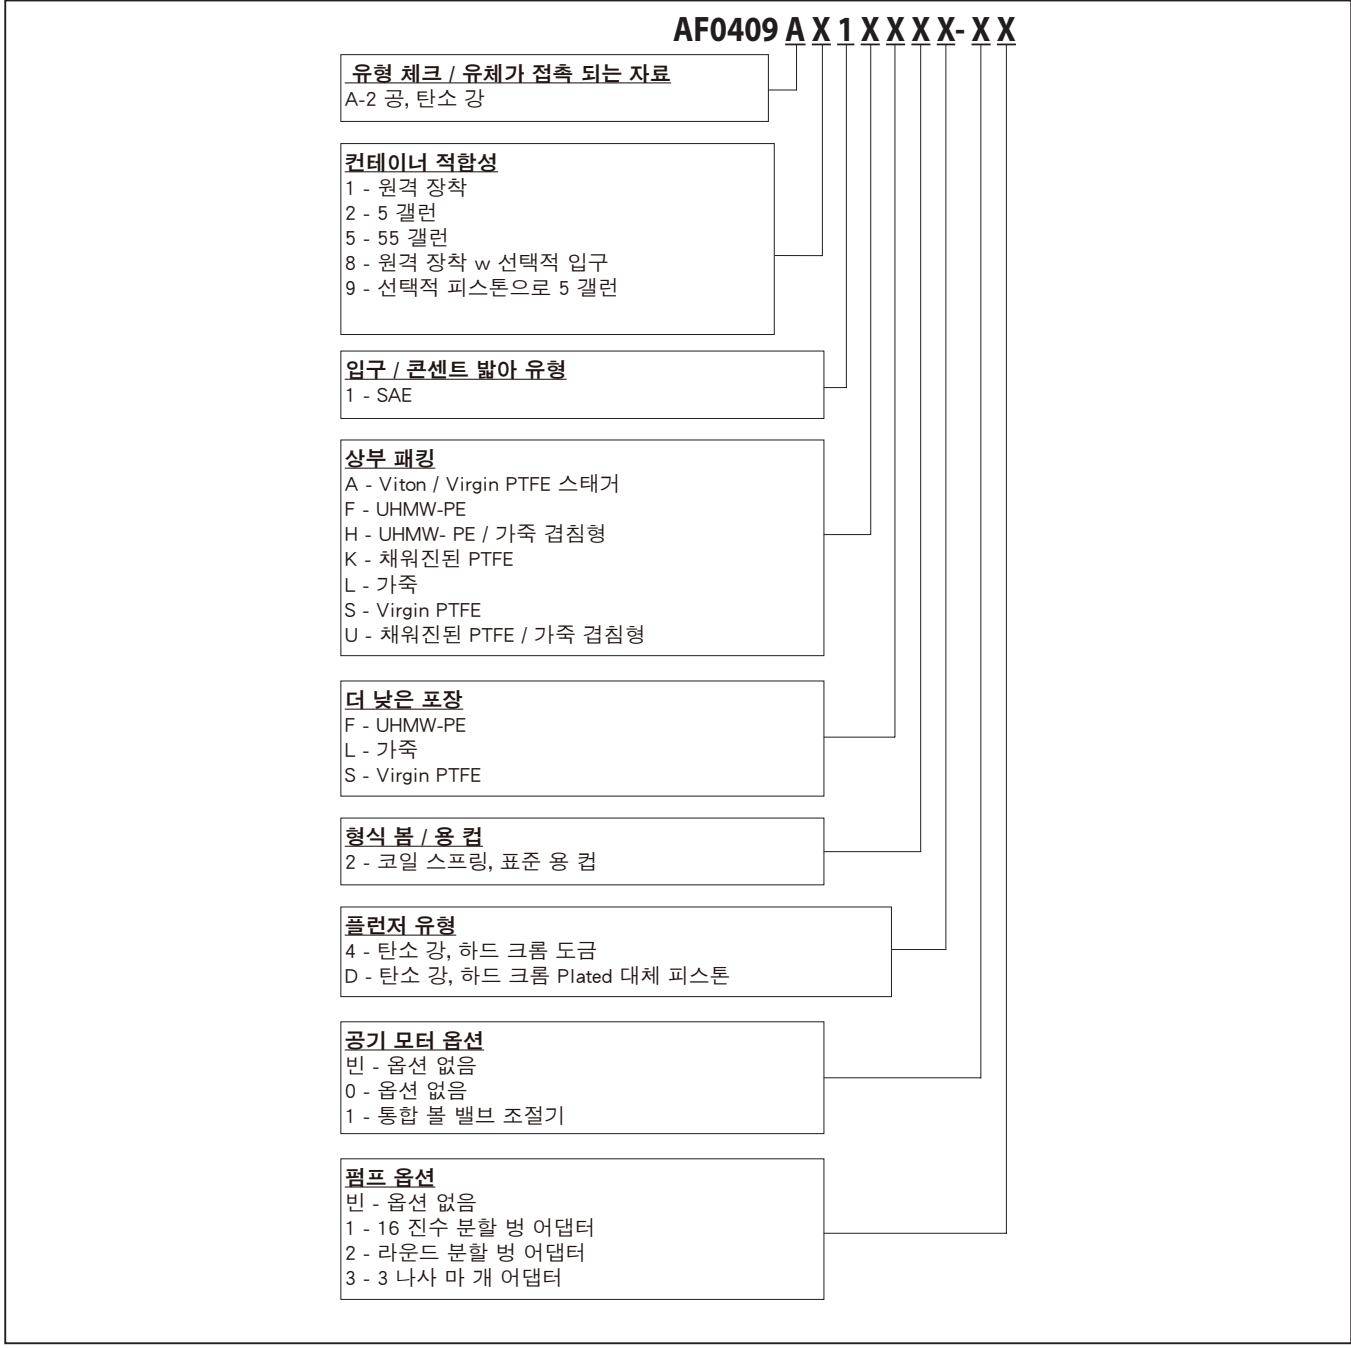 AF0409 A X 1 X X X X- X X
유형 체크 / 유체가 접촉 되는 자료
A-2 공, 탄소 강
컨테이너 적합성
1 - 원격 장착
2 - 5 갤런
5 - 55 갤런
8 - 원격 장착 w 선택적 입구
9 - 선택적 피스톤으로 5 갤런
입구 / 콘센트 밟아 유형
1 - SAE
상부 패킹
A - Viton / Virgin PTFE 스태거
F - UHMW-PE
H - UHMW- PE / 가죽 겹침형
K - 채워진된 PTFE
L - 가죽
S - Virgin PTFE
U - 채워진된 PTFE / 가죽 겹침형
더 낮은 포장
F - UHMW-PE
L - 가죽
S - Virgin PTFE
형식 봄 / 용 컵
2 - 코일 스프링, 표준 용 컵
플런저 유형
4 - 탄소 강, 하드 크롬 도금
D - 탄소 강, 하드 크롬 Plated 대체 피스톤
공기 모터 옵션
빈 - 옵션 없음
0 - 옵션 없음
1 - 통합 볼 밸브 조절기
펌프 옵션
빈 - 옵션 없음
1 - 16 진수 분할 벙 어댑터
2 - 라운드 분할 벙 어댑터
3 - 3 나사 마 개 어댑터